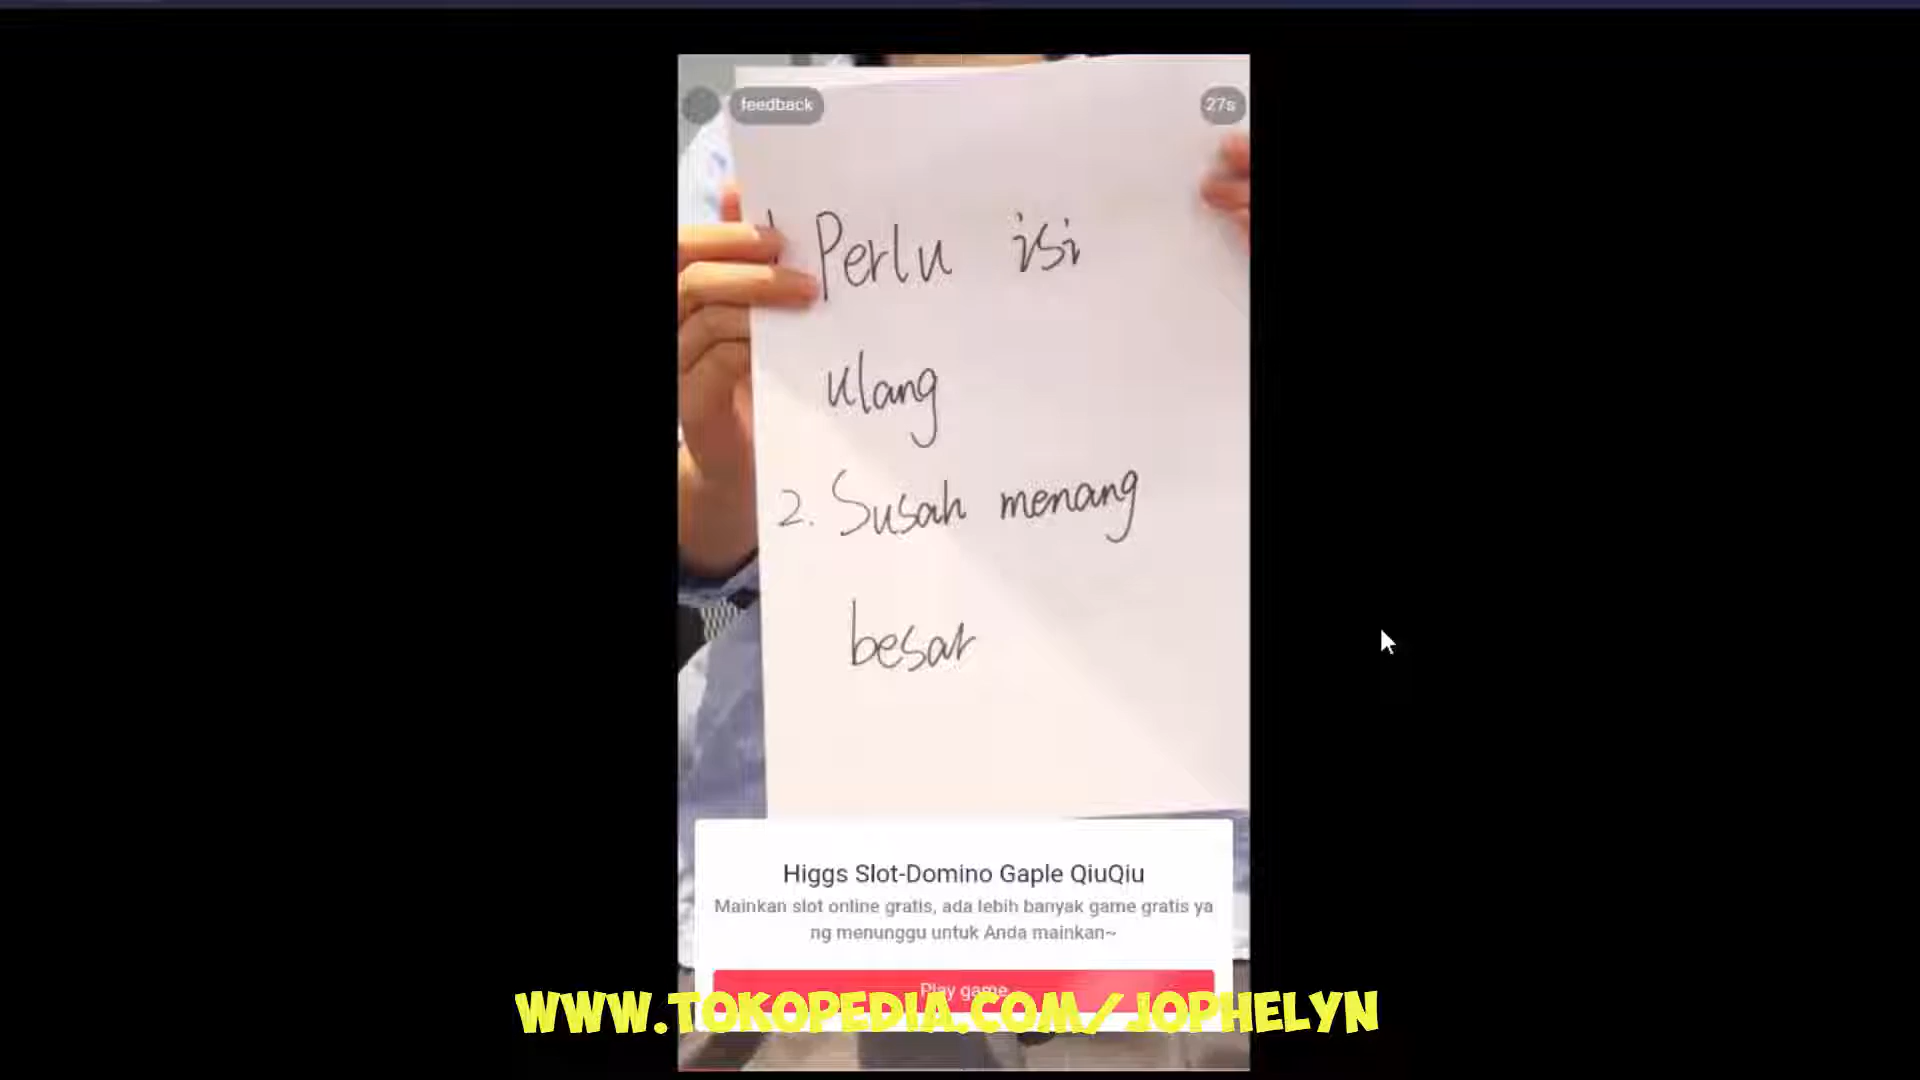 feedback
27s
Perlu isi
ulang
2. Susah menang
besar
Higgs Slot-Domino Gaple QiuQiu
Mainkan slot online gratis, ada lebih banyak game gratis ya
ng menunggu untuk Anda mainkan~
Play game
WWW.TOKOPEDIA.COM/JOPHELYN